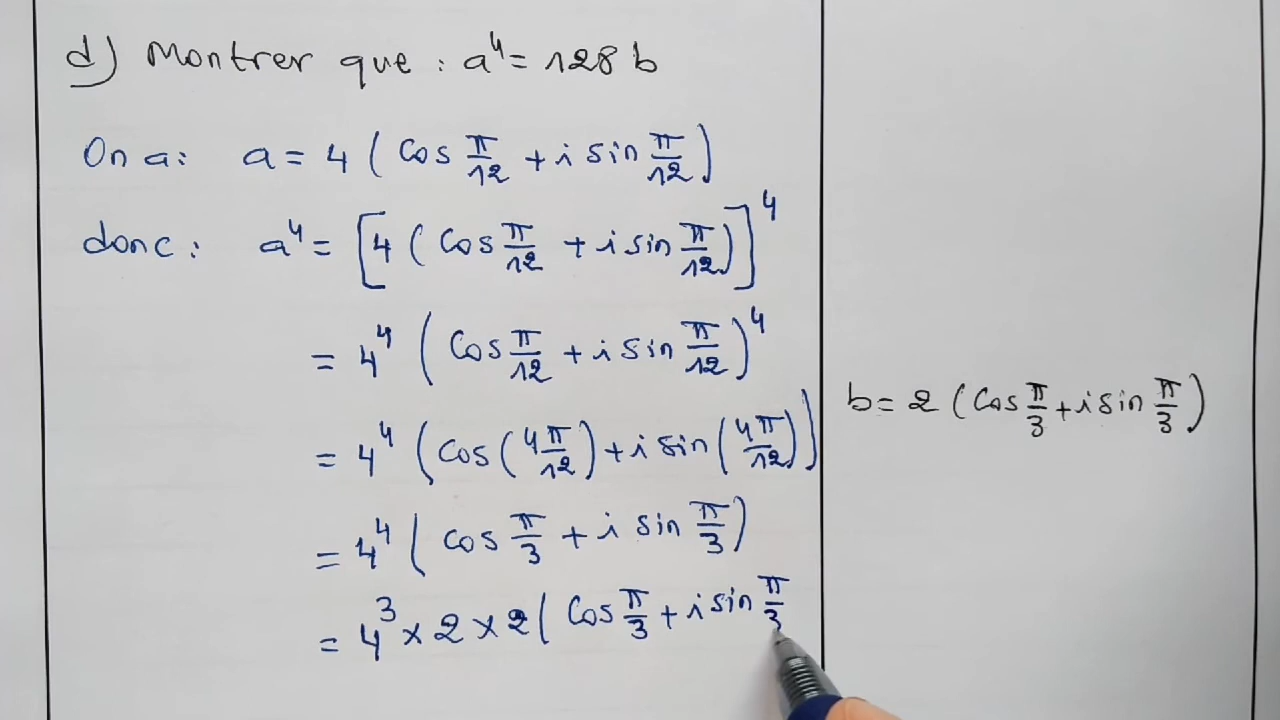 d) Montrer que : a⁴ = 128 b
On a : a = 4 ( cos π/12 + i sin π/12 )
donc : a⁴ = [ 4 ( cos π/12 + i sin π/12 ) ]⁴
= 4⁴ ( cos π/12 + i sin π/12 )⁴
b = 2 ( cos π/3 + i sin π/3 )
= 4⁴ ( cos ( 4π/12 ) + i sin ( 4π/12 ) )
= 4⁴ ( cos π/3 + i sin π/3 )
= 4³ × 2 × 2 ( cos π/3 + i sin π/3